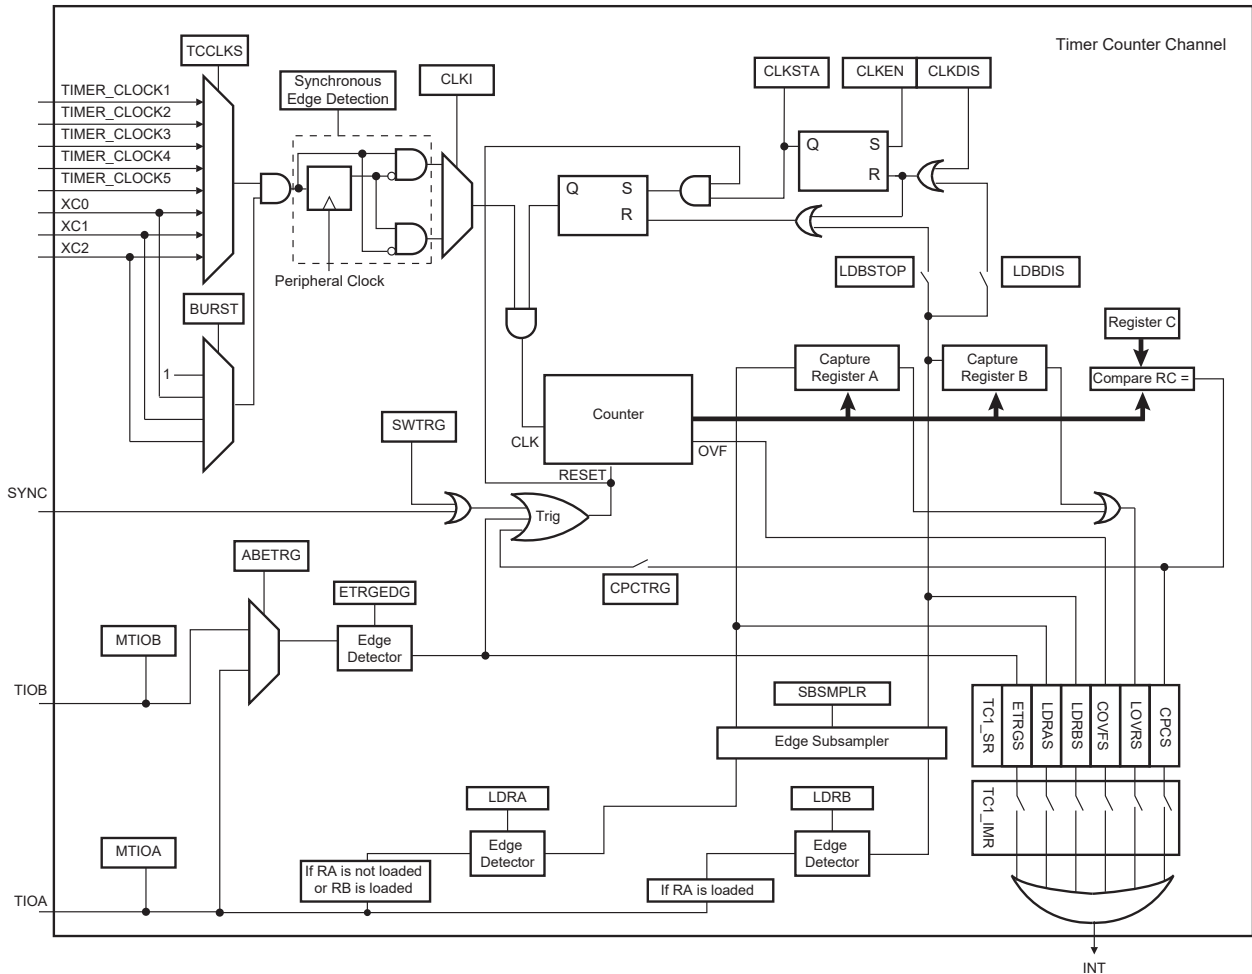 Timer Counter Channel
TCCLKS
TIMER_CLOCK1
TIMER_CLOCK2
TIMER_CLOCK3
TIMER_CLOCK4
TIMER_CLOCK5
XC0
XC1
XC2
Synchronous
Edge Detection
CLKI
Peripheral Clock
CLKSTA
CLKEN
CLKDIS
Q
S
R
Q
S
R
LDBSTOP
LDBDIS
BURST
1
Register C
Capture
Register A
Capture
Register B
Compare RC =
Counter
CLK
OVF
RESET
SWTRG
SYNC
Trig
CPCTRG
ABETRG
ETRGEDG
Edge
Detector
MTIOB
TIOB
SBSMPLR
Edge Subsampler
TC1_SR
ETRGS
LDRAS
LDRBS
COVFS
LOVRS
CPCS
TC1_IMR
LDRA
Edge
Detector
LDRB
Edge
Detector
MTIOA
If RA is not loaded
or RB is loaded
If RA is loaded
TIOA
INT